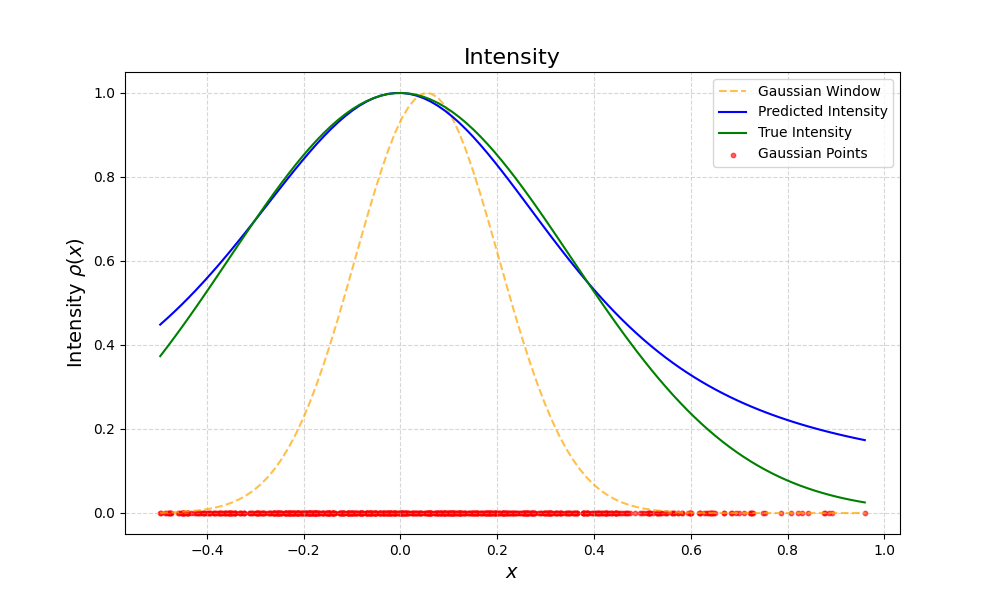 Intensity
Gaussian Window
Predicted Intensity
True Intensity
Gaussian Points
Intensity ρ(x)
1.0
0.8
0.6
0.4
0.2
0.0
−0.4 −0.2 0.0 0.2 0.4 0.6 0.8 1.0
x